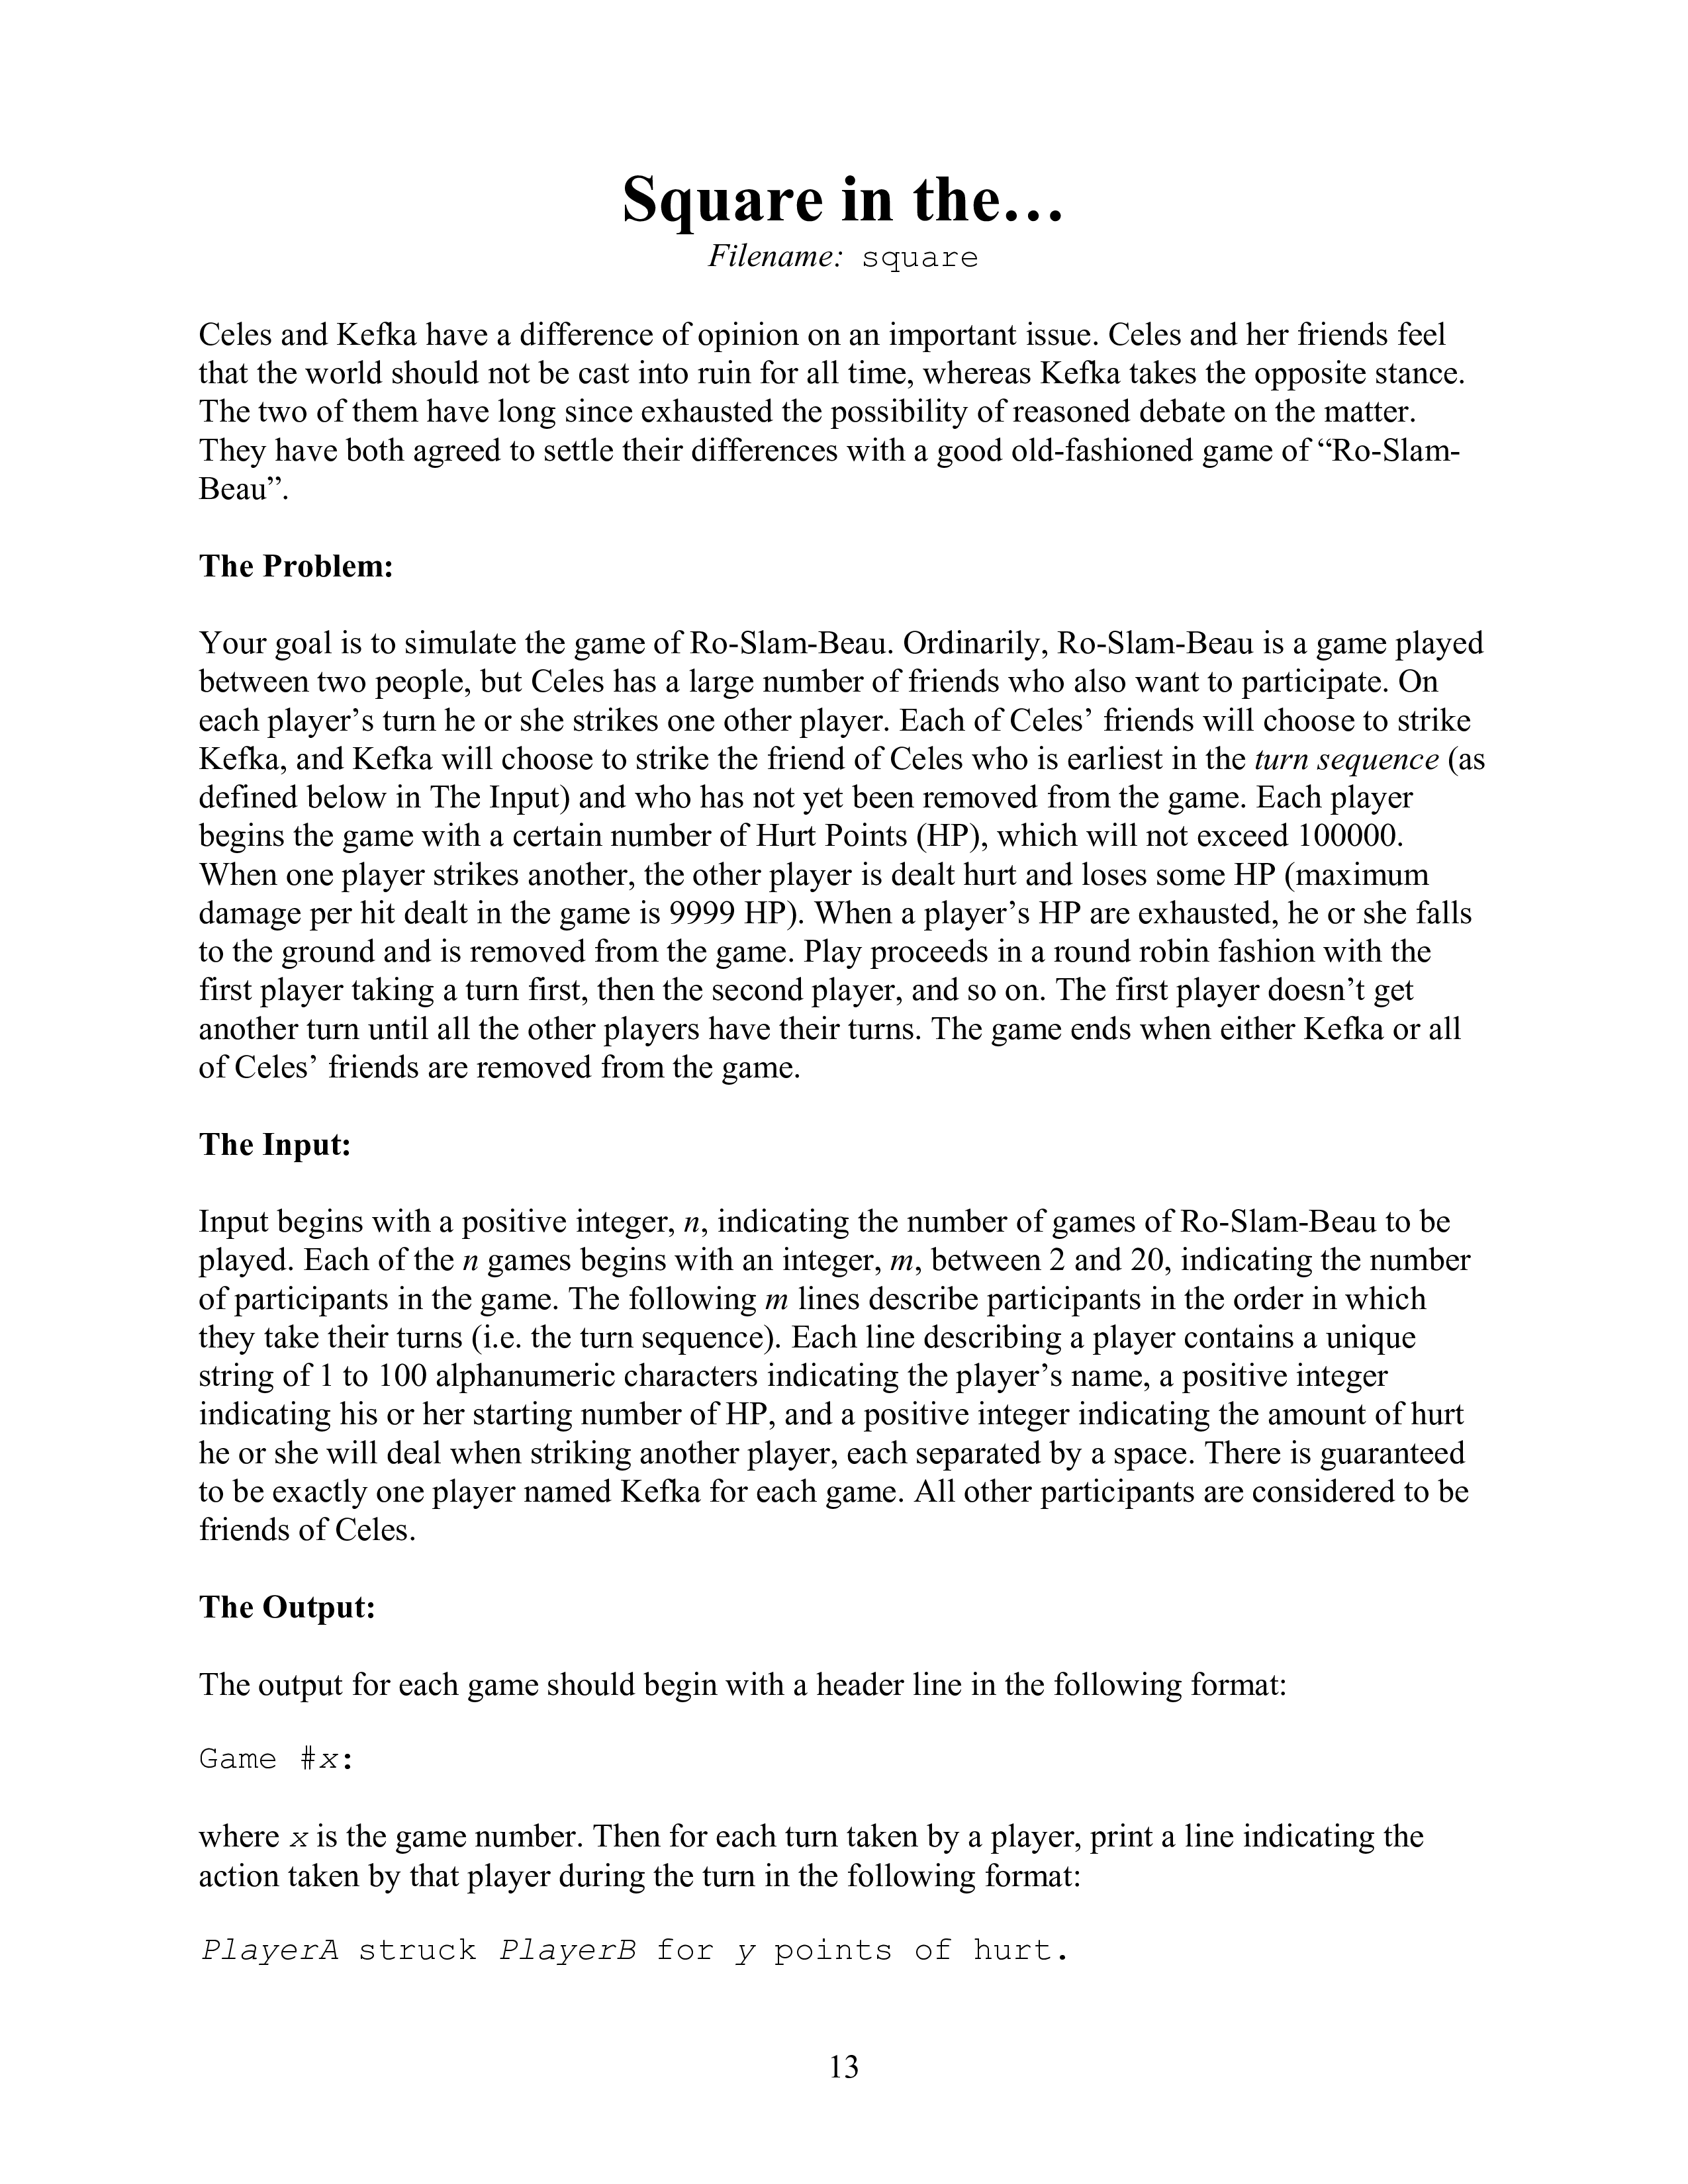 Square in the…
Filename: square
Celes and Kefka have a difference of opinion on an important issue. Celes and her friends feel
that the world should not be cast into ruin for all time, whereas Kefka takes the opposite stance.
The two of them have long since exhausted the possibility of reasoned debate on the matter.
They have both agreed to settle their differences with a good old-fashioned game of “Ro-Slam-
Beau”.
The Problem:
Your goal is to simulate the game of Ro-Slam-Beau. Ordinarily, Ro-Slam-Beau is a game played
between two people, but Celes has a large number of friends who also want to participate. On
each player’s turn he or she strikes one other player. Each of Celes’ friends will choose to strike
Kefka, and Kefka will choose to strike the friend of Celes who is earliest in the turn sequence (as
defined below in The Input) and who has not yet been removed from the game. Each player
begins the game with a certain number of Hurt Points (HP), which will not exceed 100000.
When one player strikes another, the other player is dealt hurt and loses some HP (maximum
damage per hit dealt in the game is 9999 HP). When a player’s HP are exhausted, he or she falls
to the ground and is removed from the game. Play proceeds in a round robin fashion with the
first player taking a turn first, then the second player, and so on. The first player doesn’t get
another turn until all the other players have their turns. The game ends when either Kefka or all
of Celes’ friends are removed from the game.
The Input:
Input begins with a positive integer, n, indicating the number of games of Ro-Slam-Beau to be
played. Each of the n games begins with an integer, m, between 2 and 20, indicating the number
of participants in the game. The following m lines describe participants in the order in which
they take their turns (i.e. the turn sequence). Each line describing a player contains a unique
string of 1 to 100 alphanumeric characters indicating the player’s name, a positive integer
indicating his or her starting number of HP, and a positive integer indicating the amount of hurt
he or she will deal when striking another player, each separated by a space. There is guaranteed
to be exactly one player named Kefka for each game. All other participants are considered to be
friends of Celes.
The Output:
The output for each game should begin with a header line in the following format:
Game #x:
where x is the game number. Then for each turn taken by a player, print a line indicating the
action taken by that player during the turn in the following format:
PlayerA struck PlayerB for y points of hurt.
13